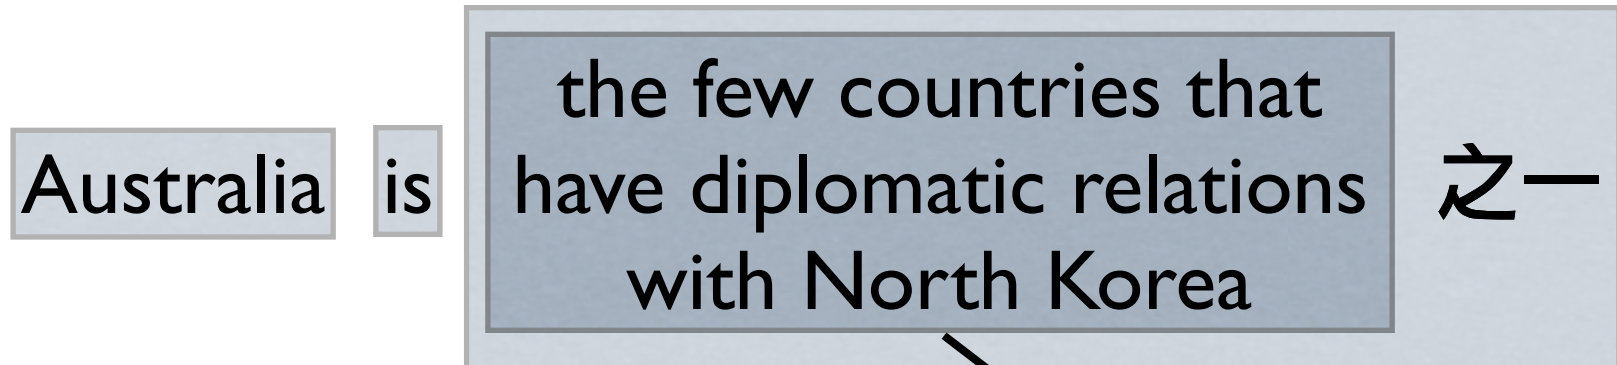 the few countries that
Australia is have diplomatic relations 之一
with North Korea